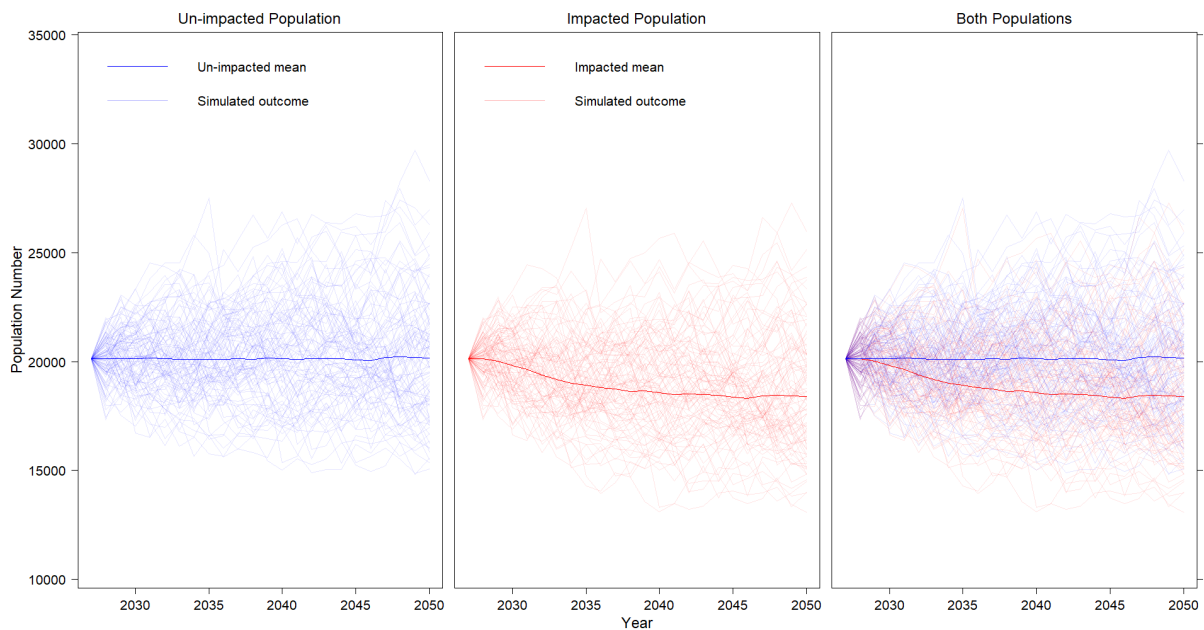 Un-impacted Population
Impacted Population
Both Populations
Population Number
35000
30000
25000
20000
15000
10000
Un-impacted mean
Simulated outcome
Impacted mean
Simulated outcome
2030 2035 2040 2045 2050
2030 2035 2040 2045 2050
2030 2035 2040 2045 2050
Year